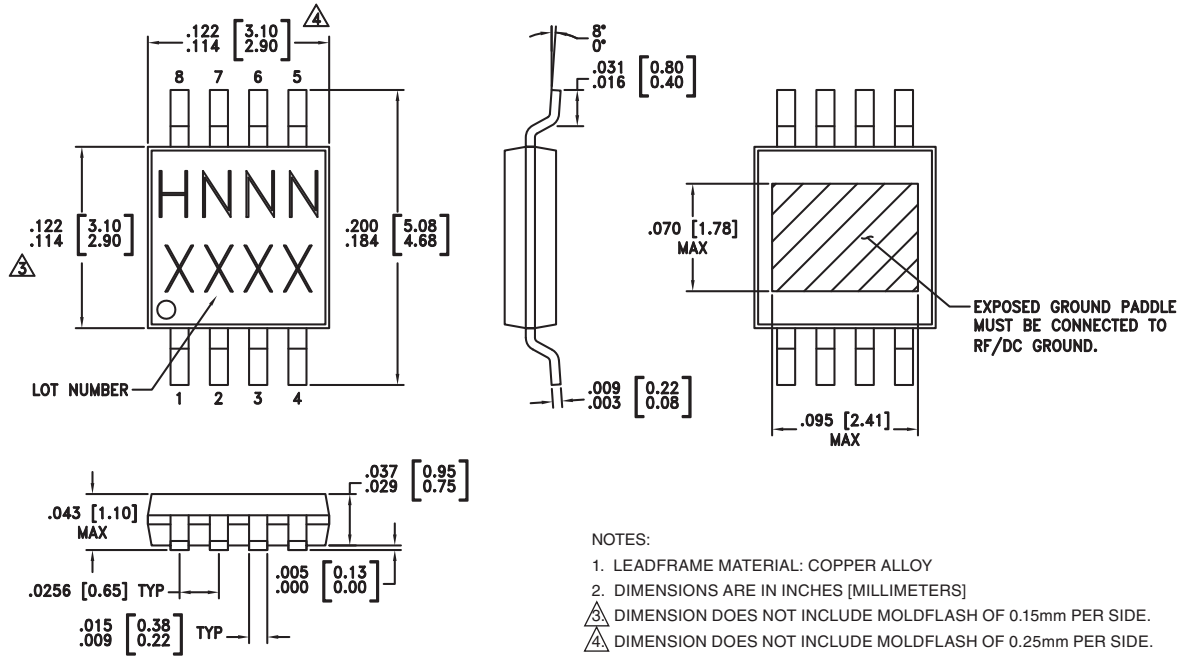 .122 [3.10]
.114 [2.90]
4
8 7 6 5
HNNN
XXXX
.122 [3.10]
.114 [2.90]
3
.200 [5.08]
.184 [4.68]
LOT NUMBER
1 2 3 4
8°
0°
.031 [0.80]
.016 [0.40]
.009 [0.22]
.003 [0.08]
.070 [1.78]
MAX
EXPOSED GROUND PADDLE
MUST BE CONNECTED TO
RF/DC GROUND.
.095 [2.41]
MAX
.037 [0.95]
.029 [0.75]
.043 [1.10]
MAX
.005 [0.13]
.000 [0.00]
.0256 [0.65] TYP
.015 [0.38]
.009 [0.22]
TYP
NOTES:
1. LEADFRAME MATERIAL: COPPER ALLOY
2. DIMENSIONS ARE IN INCHES [MILLIMETERS]
3. DIMENSION DOES NOT INCLUDE MOLDFLASH OF 0.15mm PER SIDE.
4. DIMENSION DOES NOT INCLUDE MOLDFLASH OF 0.25mm PER SIDE.